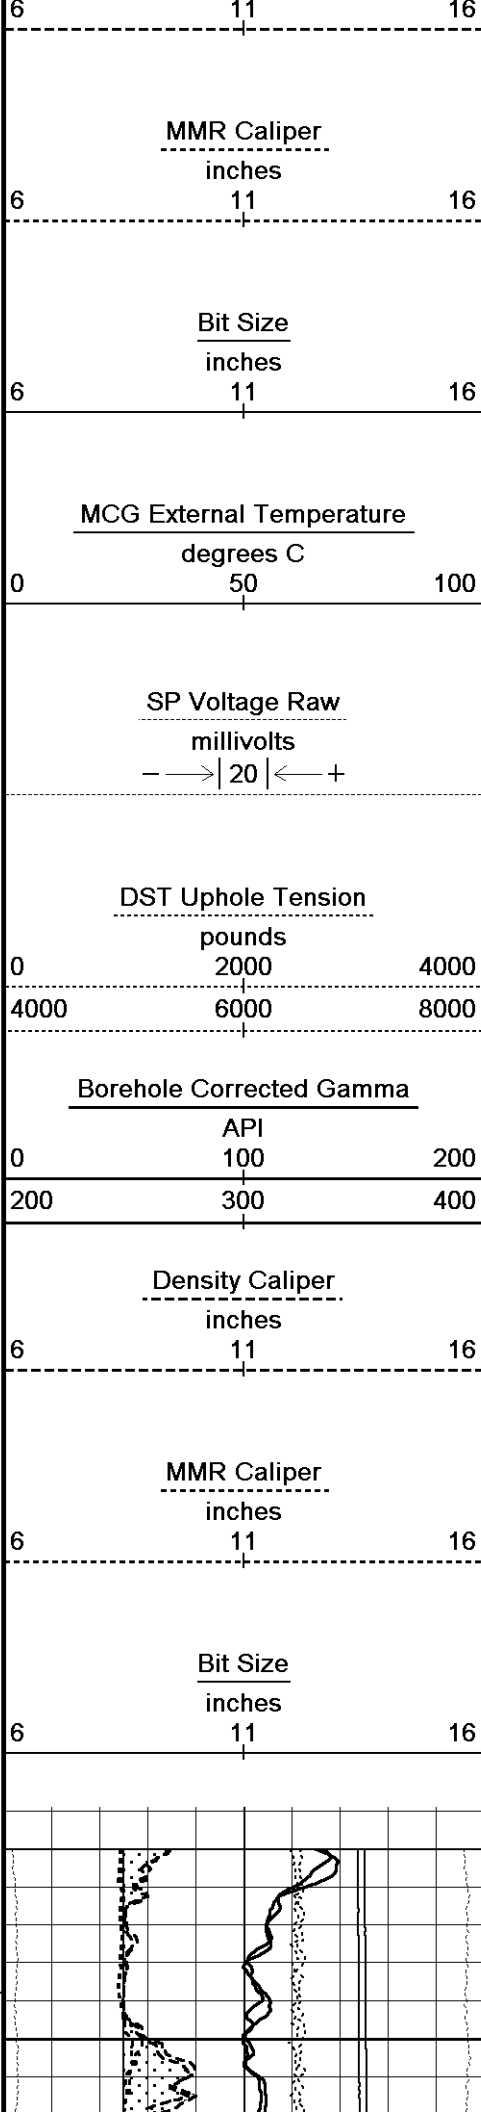 6 11 16
MMR Caliper
inches
6 11 16
Bit Size
inches
6 11 16
MCG External Temperature
degrees C
0 50 100
SP Voltage Raw
millivolts
− 20 +
DST Uphole Tension
pounds
0 2000 4000
4000 6000 8000
Borehole Corrected Gamma
API
0 100 200
200 300 400
Density Caliper
inches
6 11 16
MMR Caliper
inches
6 11 16
Bit Size
inches
6 11 16